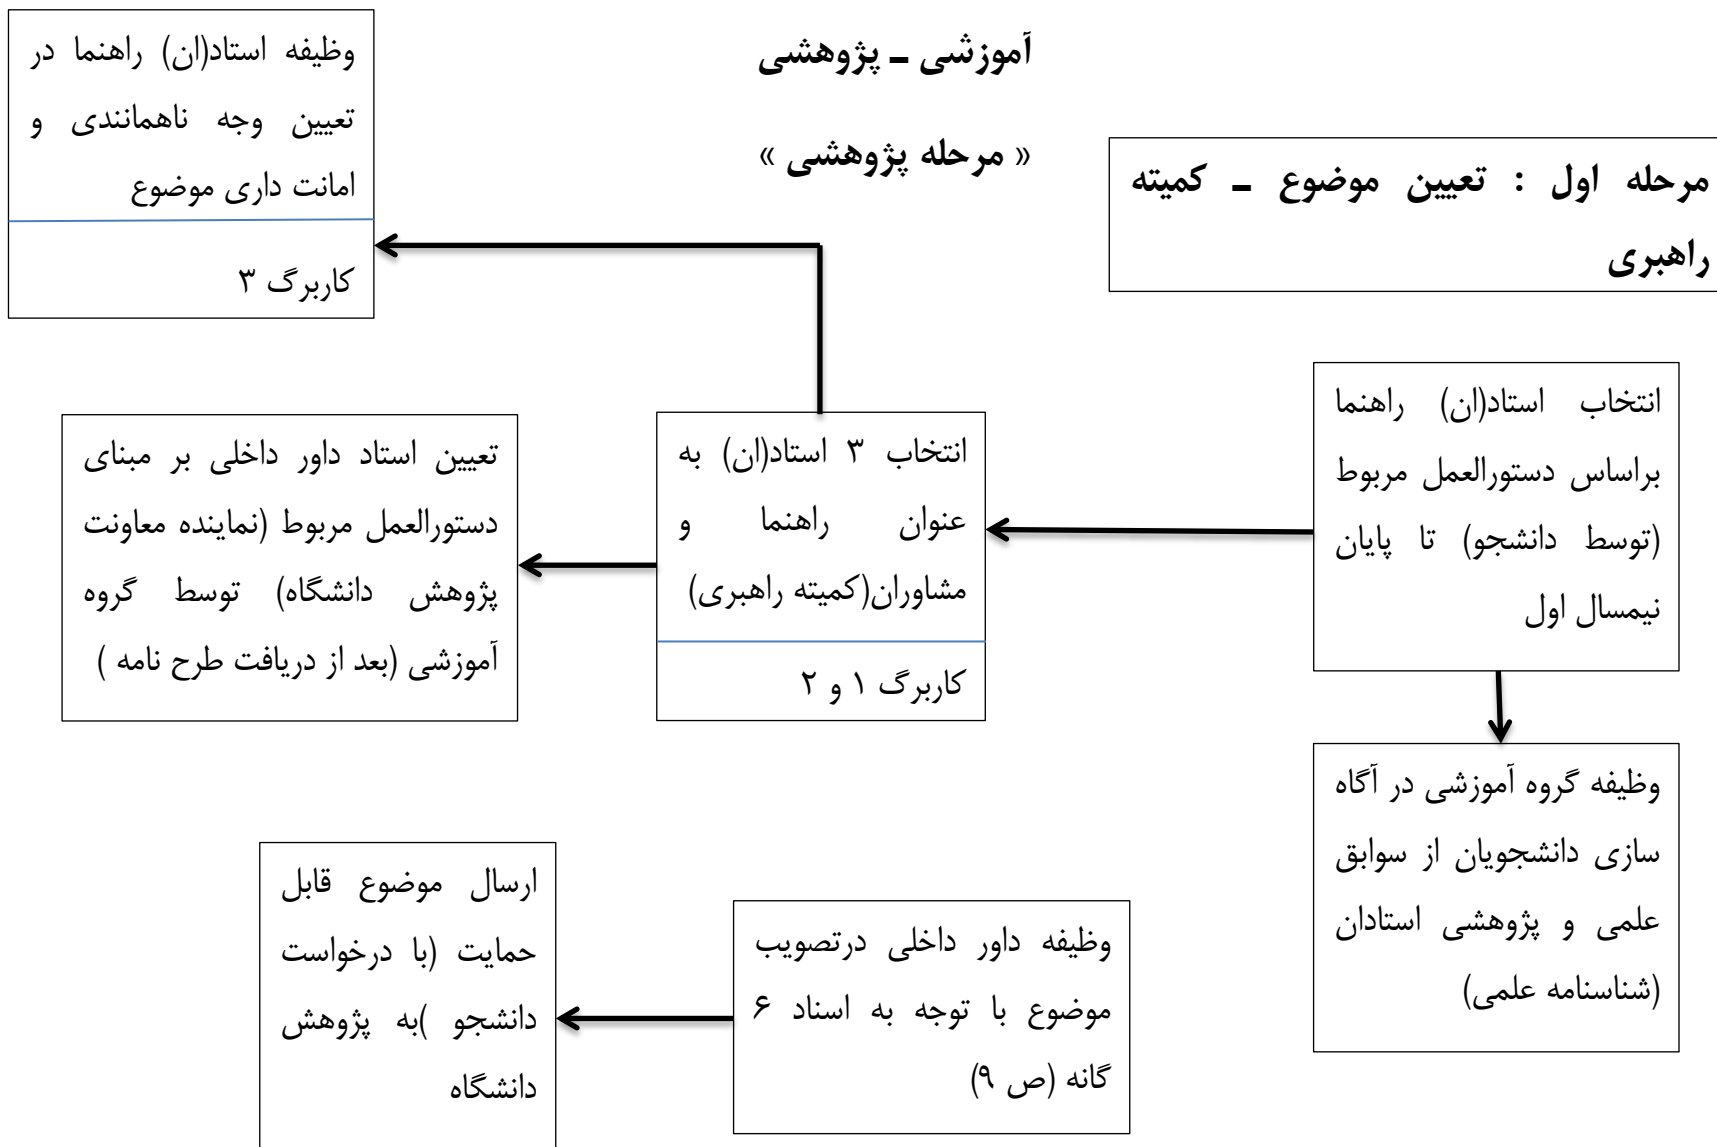 آموزشی ـ پژوهشی
« مرحله پژوهشی »
مرحله اول : تعیین موضوع ـ کمیته
راهبری
انتخاب استاد(ان) راهنما
براساس دستورالعمل مربوط
(توسط دانشجو) تا پایان
نیمسال اول
وظیفه گروه آموزشی در آگاه
سازی دانشجویان از سوابق
علمی و پژوهشی استادان
(شناسنامه علمی)
انتخاب ۳ استاد(ان) به
عنوان راهنما و
مشاوران(کمیته راهبری)
کاربرگ ۱ و ۲
وظیفه استاد(ان) راهنما در
تعیین وجه ناهمانندی و
امانت داری موضوع
کاربرگ ۳
تعیین استاد داور داخلی بر مبنای
دستورالعمل مربوط (نماینده معاونت
پژوهش دانشگاه) توسط گروه
آموزشی (بعد از دریافت طرح نامه )
وظیفه داور داخلی درتصویب
موضوع با توجه به اسناد ۶
گانه (ص ۹)
ارسال موضوع قابل
حمایت (با درخواست
دانشجو )به پژوهش
دانشگاه